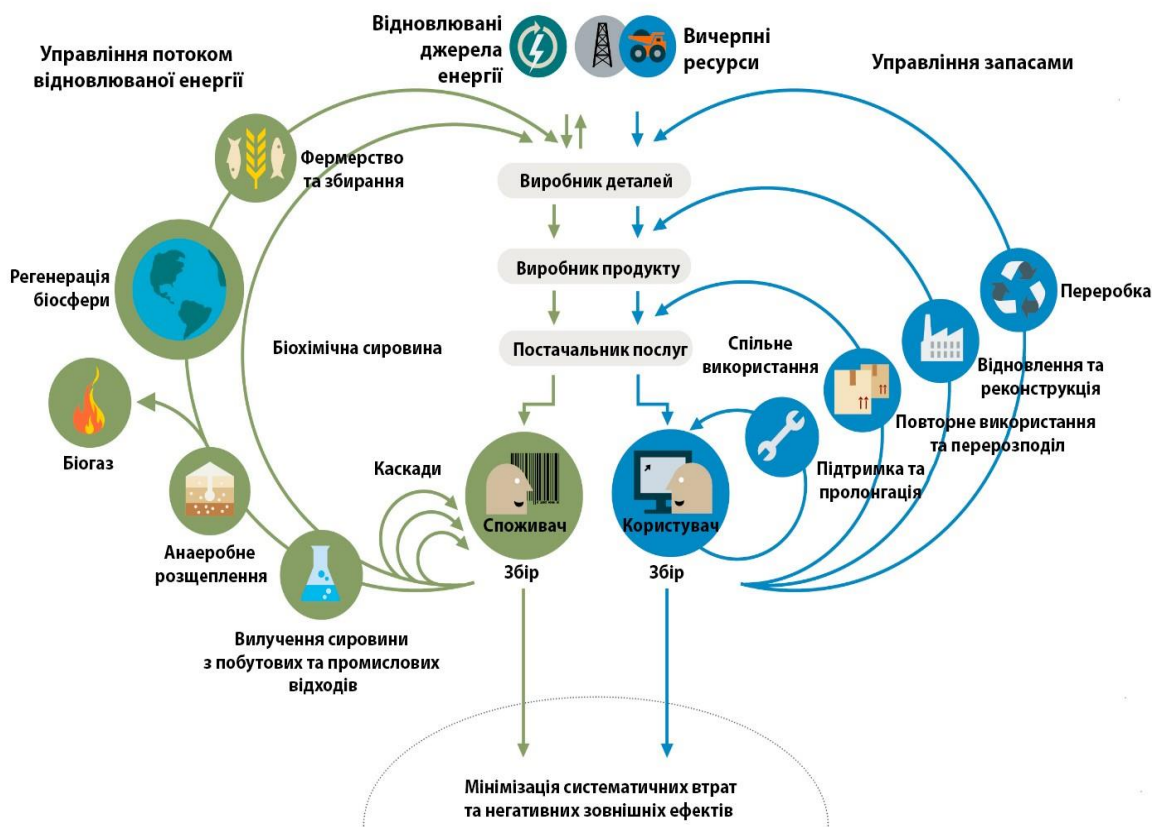 Управління потоком
відновлюваної енергії
Відновлювані
джерела
енергії
Вичерпні
ресурси
Управління запасами
Фермерство
та збирання
Виробник деталей
Регенерація
біосфери
Виробник продукту
Переробка
Біохімічна сировина
Постачальник послуг
Спільне
використання
Відновлення та
реконструкція
Повторне використання
та перерозподіл
Біогаз
Каскади
Підтримка та
пролонгація
Споживач
Користувач
Анаеробне
розщеплення
Збір
Збір
Вилучення сировини
з побутових та промислових
відходів
Мінімізація систематичних втрат
та негативних зовнішніх ефектів